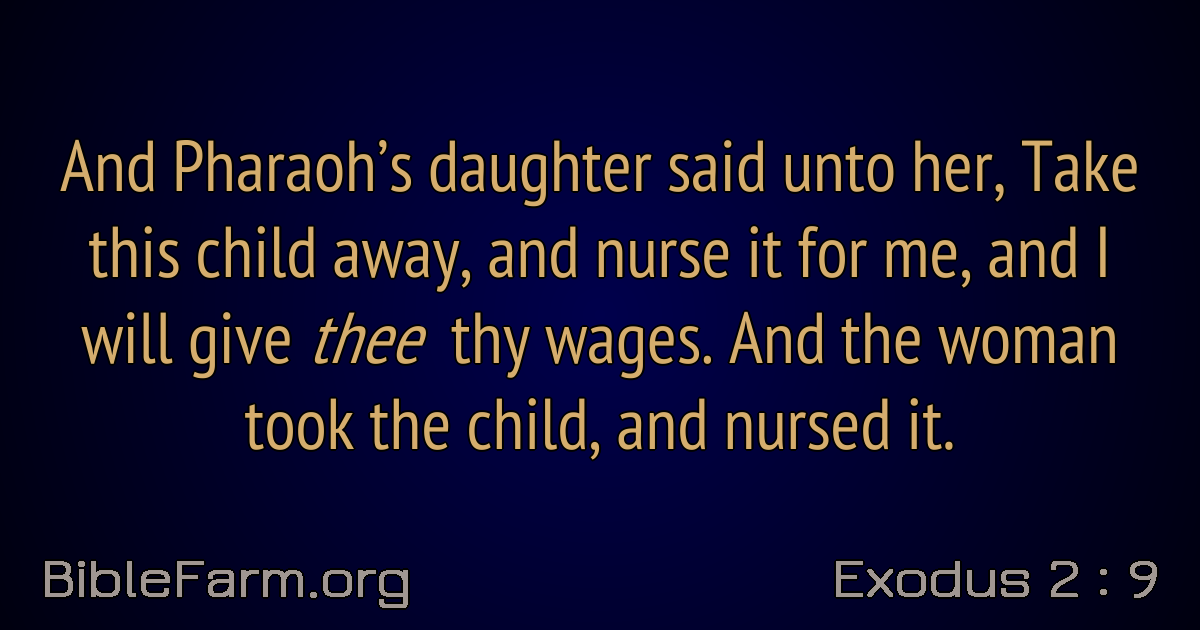 And Pharaoh’s daughter said unto her, Take
this child away, and nurse it for me, and I
will give thee thy wages. And the woman
took the child, and nursed it.
BibleFarm.org
Exodus 2 : 9